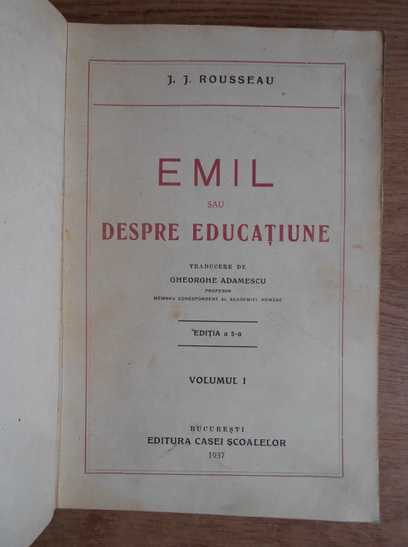 J. J. ROUSSEAU
EMIL
SAU
DESPRE EDUCAȚIUNE
TRADUCERE DE
GHEORGHE ADAMESCU
PROFESOR
MEMBRU CORESPONDENT AL ACADEMIEI ROMÂNE
EDIȚIA a 5-a
VOLUMUL I
BUCUREȘTI
EDITURA CASEI ȘCOALELOR
1937